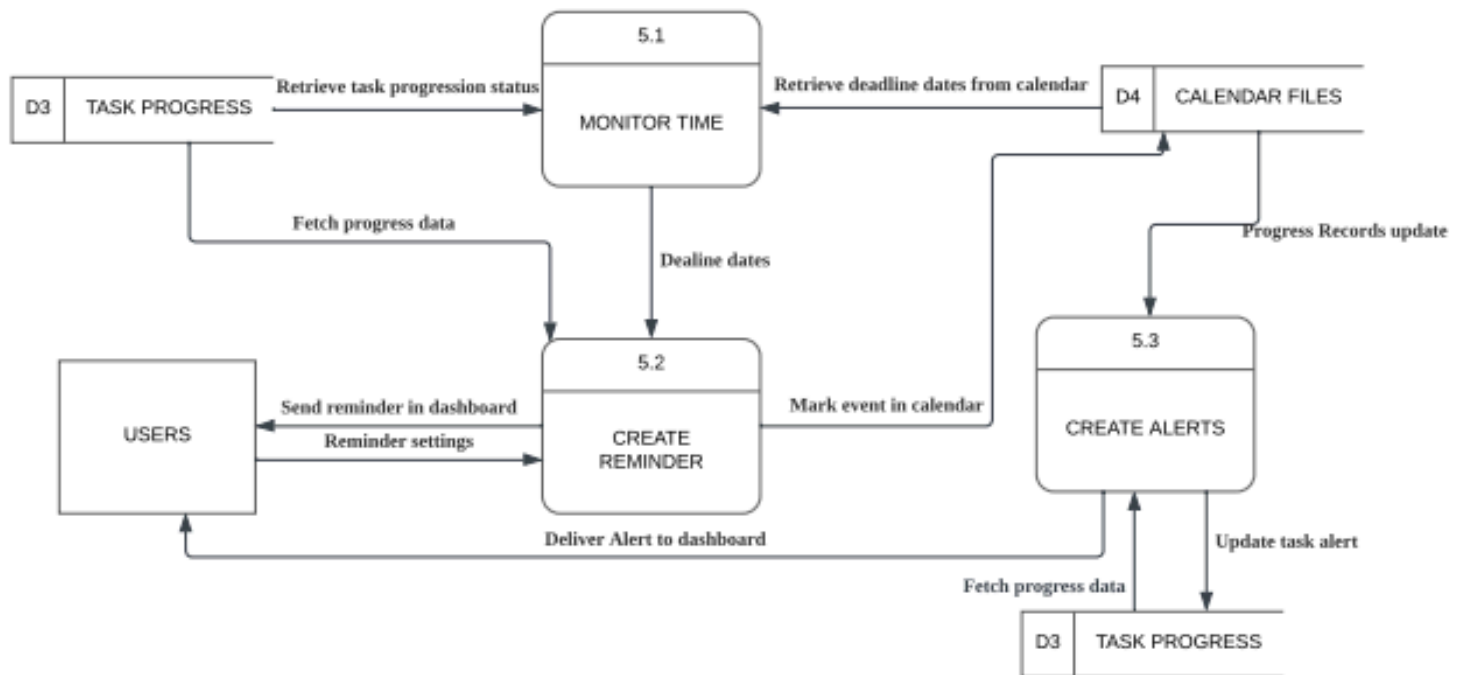 5.1
D3
TASK PROGRESS
Retrieve task progression status
MONITOR TIME
Retrieve deadline dates from calendar
D4
CALENDAR FILES
Fetch progress data
Dealine dates
Progress Records update
5.2
5.3
USERS
Send reminder in dashboard
Reminder settings
CREATE
REMINDER
Mark event in calendar
CREATE ALERTS
Deliver Alert to dashboard
Update task alert
Fetch progress data
D3
TASK PROGRESS